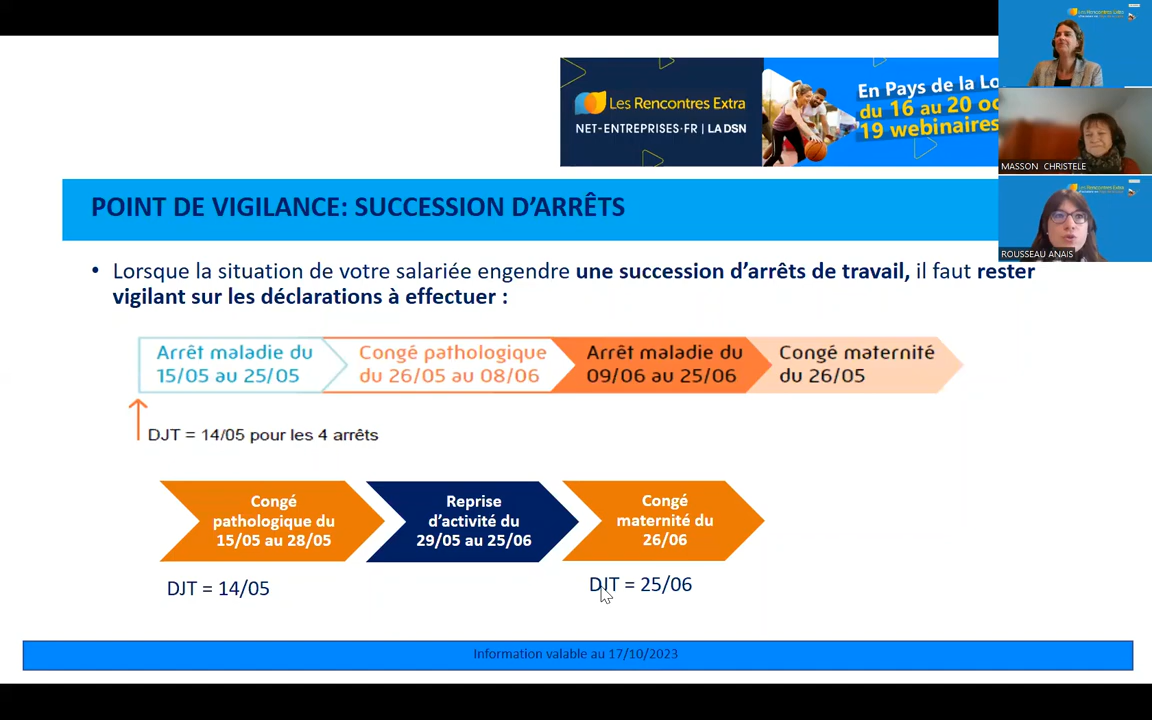 Les Rencontres Extra
NET-ENTREPRISES·FR | LA DSN
En Pays de la Lo
du 16 au 20 oc
19 webinaires
Les Rencontres Extra
MASSON CHRISTELE
Les Rencontres Extra
ROUSSEAU ANAIS
POINT DE VIGILANCE: SUCCESSION D'ARRÊTS
• Lorsque la situation de votre salariée engendre une succession d'arrêts de travail, il faut rester
vigilant sur les déclarations à effectuer :
Arrêt maladie du
15/05 au 25/05
Congé pathologique
du 26/05 au 08/06
Arrêt maladie du
09/06 au 25/06
Congé maternité
du 26/05
DJT = 14/05 pour les 4 arrêts
Congé
pathologique du
15/05 au 28/05
Reprise
d'activité du
29/05 au 25/06
Congé
maternité du
26/06
DJT = 14/05
DJT = 25/06
Information valable au 17/10/2023